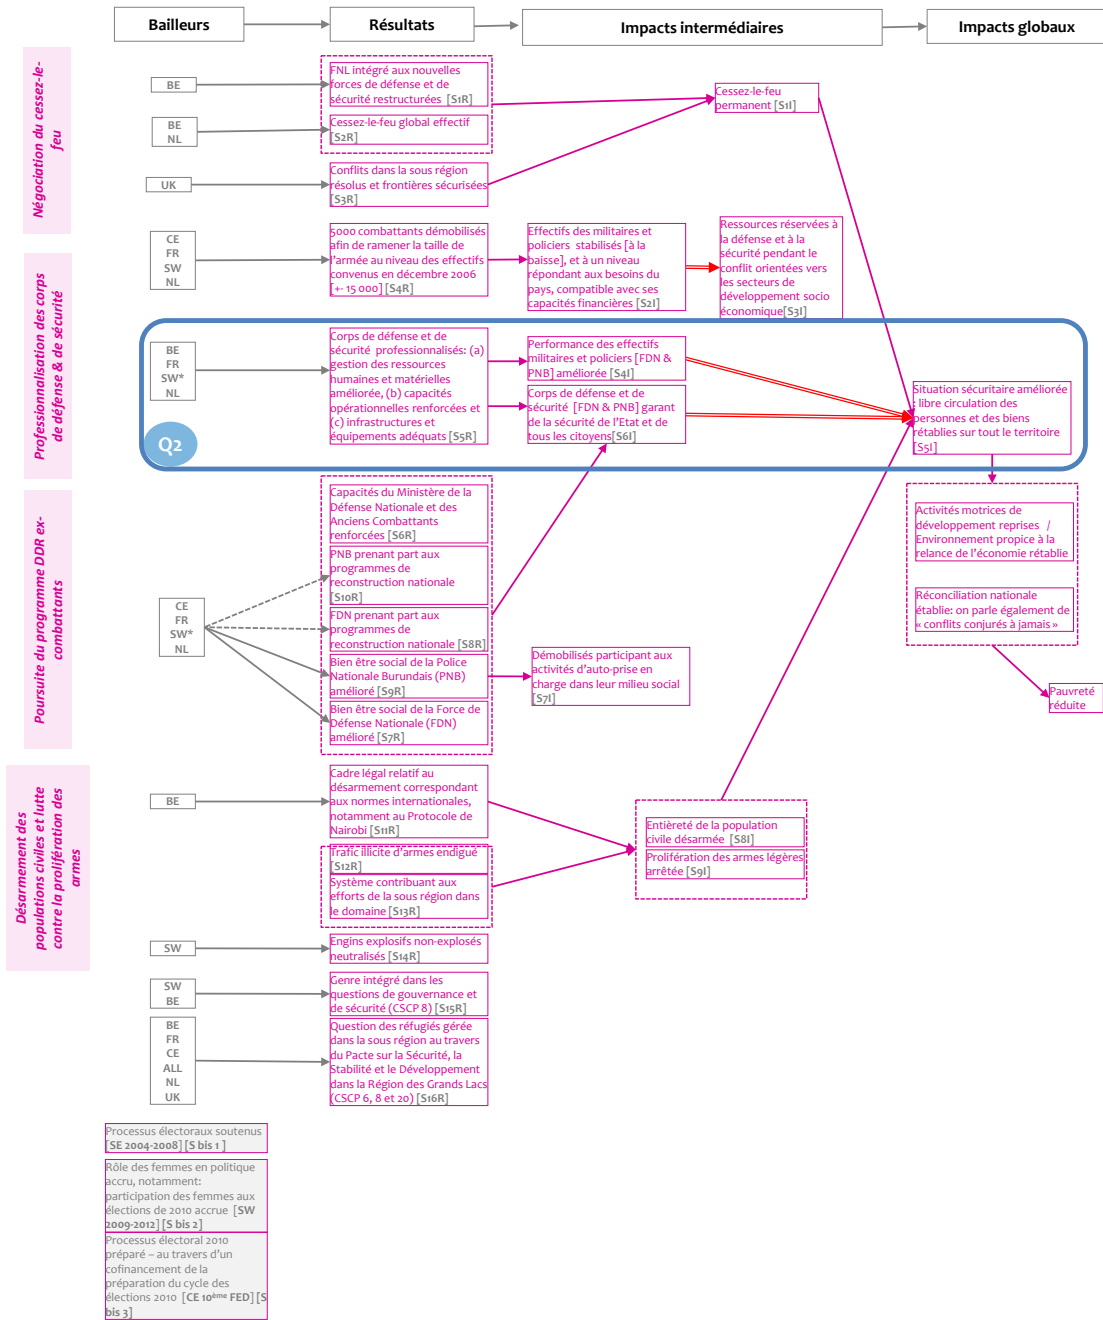 Bailleurs
Résultats
Impacts intermédiaires
Impacts globaux
Négociation du cessez-le-
feu
BE
FNL intégré aux nouvelles
forces de défense et de
sécurité restructurées [S1R]
BE
NL
Cessez-le-feu global effectif
[S2R]
UK
Conflits dans la sous région
résolus et frontières sécurisées
[S3R]
Cessez-le-feu
permanent [S1I]
Professionnalisation des corps
de défense & de sécurité
CE
FR
SW
NL
5000 combattants démobilisés
afin de ramener la taille de
l'armée au niveau des effectifs
convenus en décembre 2006
[+- 15 000] [S4R]
Effectifs des militaires et
policiers stabilisés [à la
baisse], et à un niveau
répondant aux besoins du
pays, compatible avec ses
capacités financières [S2I]
Ressources réservées à
la défense et à la
sécurité pendant le
conflit orientées vers
les secteurs de
développement socio
économique[S3I]
BE
FR
SW*
NL
Q2
Corps de défense et de
sécurité professionnalisés: (a)
gestion des ressources
humaines et matérielles
améliorée, (b) capacités
opérationnelles renforcées et
(c) infrastructures et
équipements adéquats [S5R]
Performance des effectifs
militaires et policiers [FDN &
PNB] améliorée [S4I]
Corps de défense et de
sécurité [FDN & PNB] garant
de la sécurité de l'Etat et de
tous les citoyens[S6I]
Situation sécuritaire améliorée
: libre circulation des
personnes et des biens
rétablies sur tout le territoire
[S5I]
Poursuite du programme DDR ex-
combattants
CE
FR
SW*
NL
Capacités du Ministère de la
Défense Nationale et des
Anciens Combattants
renforcées [S6R]
PNB prenant part aux
programmes de
reconstruction nationale
[S10R]
FDN prenant part aux
programmes de
reconstruction nationale [S8R]
Bien être social de la Police
Nationale Burundais (PNB)
amélioré [S9R]
Bien être social de la Force de
Défense Nationale (FDN)
amélioré [S7R]
Démobilisés participant aux
activités d'auto-prise en
charge dans leur milieu social
[S7I]
Activités motrices de
développement reprises /
Environnement propice à la
relance de l'économie rétablie
Réconciliation nationale
établie: on parle également de
« conflits conjurés à jamais »
Pauvreté
réduite
Désarmement des
populations civiles et lutte
contre la prolifération des
armes
BE
Cadre légal relatif au
désarmement correspondant
aux normes internationales,
notamment au Protocole de
Nairobi [S11R]
Trafic illicite d'armes endigué
[S12R]
Système contribuant aux
efforts de la sous région dans
le domaine [S13R]
Entièreté de la population
civile désarmée [S8I]
Prolifération des armes légères
arrêtée [S9I]
SW
Engins explosifs non-explosés
neutralisés [S14R]
SW
BE
Genre intégré dans les
questions de gouvernance et
de sécurité (CSCP 8) [S15R]
BE
FR
CE
ALL
NL
UK
Question des réfugiés gérée
dans la sous région au travers
du Pacte sur la Sécurité, la
Stabilité et le Développement
dans la Région des Grands Lacs
(CSCP 6, 8 et 20) [S16R]
Processus électoraux soutenus
[SE 2004-2008] [S bis 1 ]
Rôle des femmes en politique
accru, notamment:
participation des femmes aux
élections de 2010 accrue [SW
2009-2012] [S bis 2]
Processus électoral 2010
préparé – au travers d'un
cofinancement de la
préparation du cycle des
élections 2010 [CE 10ème FED] [S
bis 3]